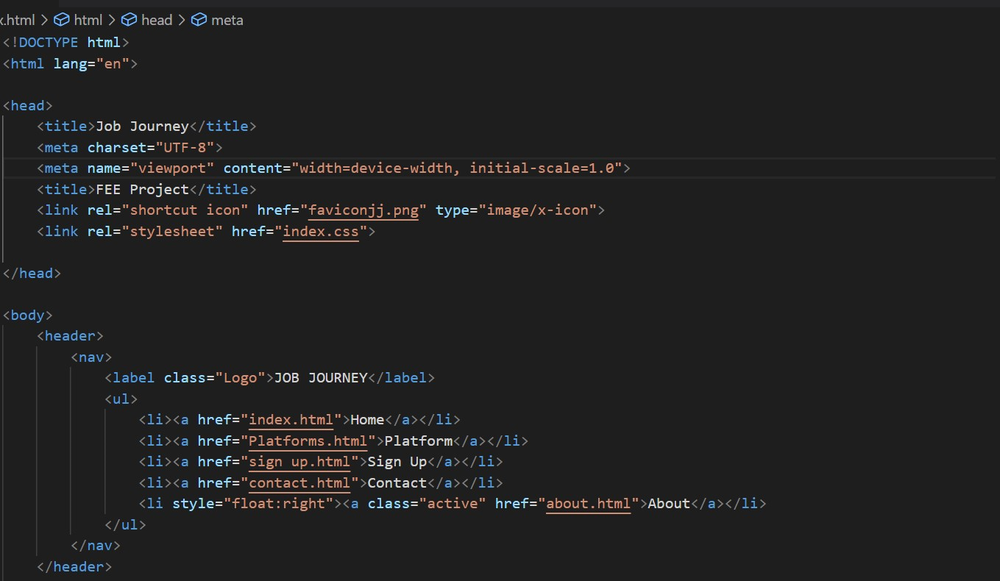 x.html > html > head > meta
<!DOCTYPE html>
<html lang="en">
<head>
<title>Job Journey</title>
<meta charset="UTF-8">
<meta name="viewport" content="width=device-width, initial-scale=1.0">
<title>FEE Project</title>
<link rel="shortcut icon" href="faviconjj.png" type="image/x-icon">
<link rel="stylesheet" href="index.css">
</head>
<body>
<header>
<nav>
<label class="Logo">JOB JOURNEY</label>
<ul>
<li><a href="index.html">Home</a></li>
<li><a href="Platforms.html">Platform</a></li>
<li><a href="sign up.html">Sign Up</a></li>
<li><a href="contact.html">Contact</a></li>
<li style="float:right"><a class="active" href="about.html">About</a></li>
</ul>
</nav>
</header>